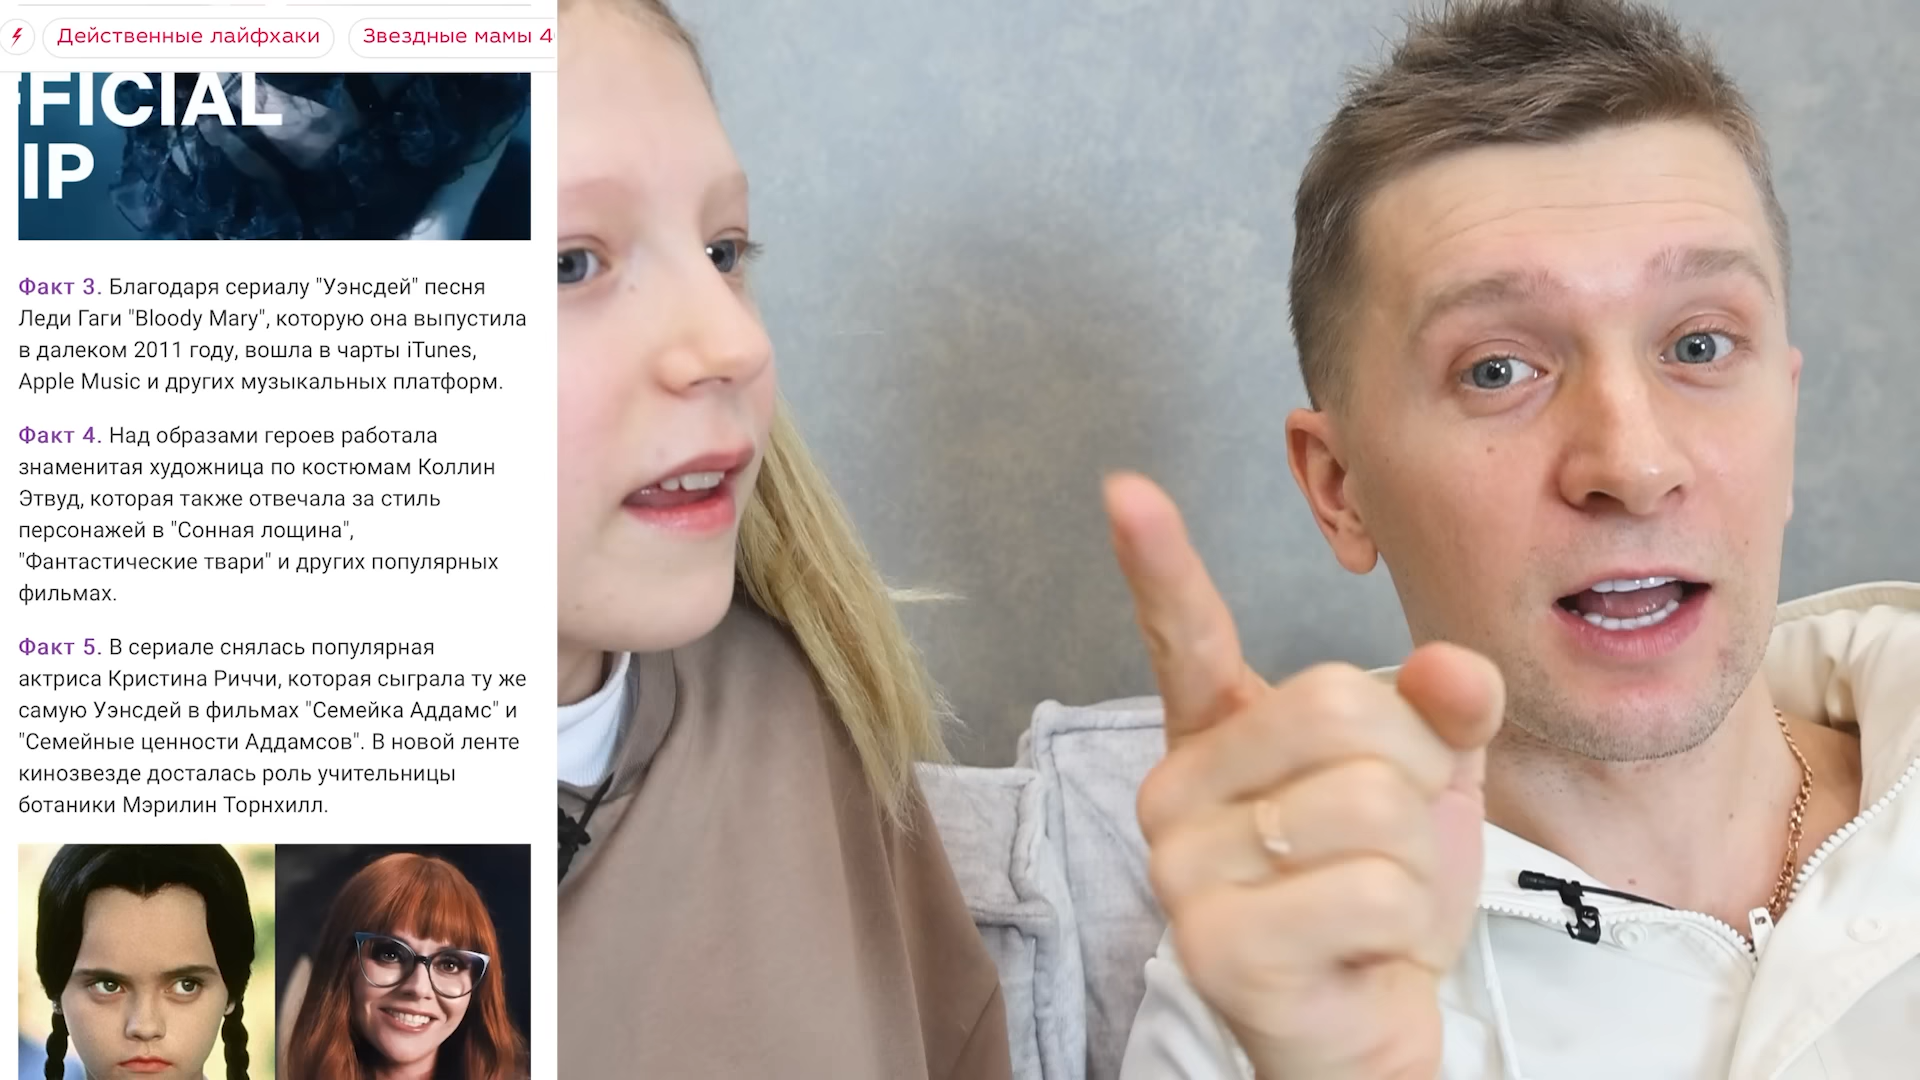 Действенные лайфхаки
Звездные мамы 4
FFICIAL
IP
Факт 3. Благодаря сериалу "Уэнсдей" песня
Леди Гаги "Bloody Mary", которую она выпустила
в далеком 2011 году, вошла в чарты iTunes,
Apple Music и других музыкальных платформ.
Факт 4. Над образами героев работала
знаменитая художница по костюмам Коллин
Этвуд, которая также отвечала за стиль
персонажей в "Сонная лощина",
"Фантастические твари" и других популярных
фильмах.
Факт 5. В сериале снялась популярная
актриса Кристина Риччи, которая сыграла ту же
самую Уэнсдей в фильмах "Семейка Аддамс" и
"Семейные ценности Аддамсов". В новой ленте
кинозвезде досталась роль учительницы
ботаники Мэрилин Торнхилл.